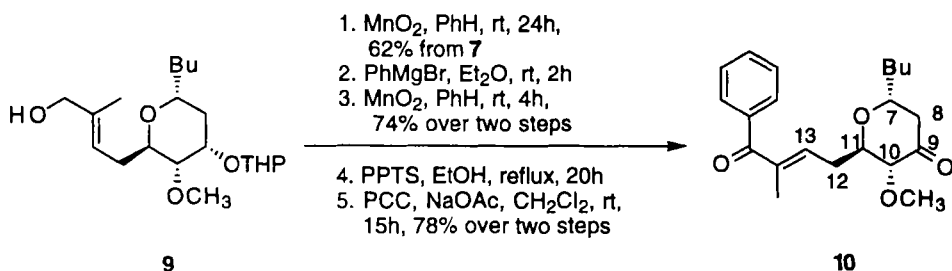 1. MnO2, PhH, rt, 24h,
62% from 7
2. PhMgBr, Et2O, rt, 2h
3. MnO2, PhH, rt, 4h,
74% over two steps
4. PPTS, EtOH, reflux, 20h
5. PCC, NaOAc, CH2Cl2, rt,
15h, 78% over two steps
Bu
HO
O
OTHP
OCH3
9
Bu
7
8
O
13
11
10
9
O
O
12
OCH3
10